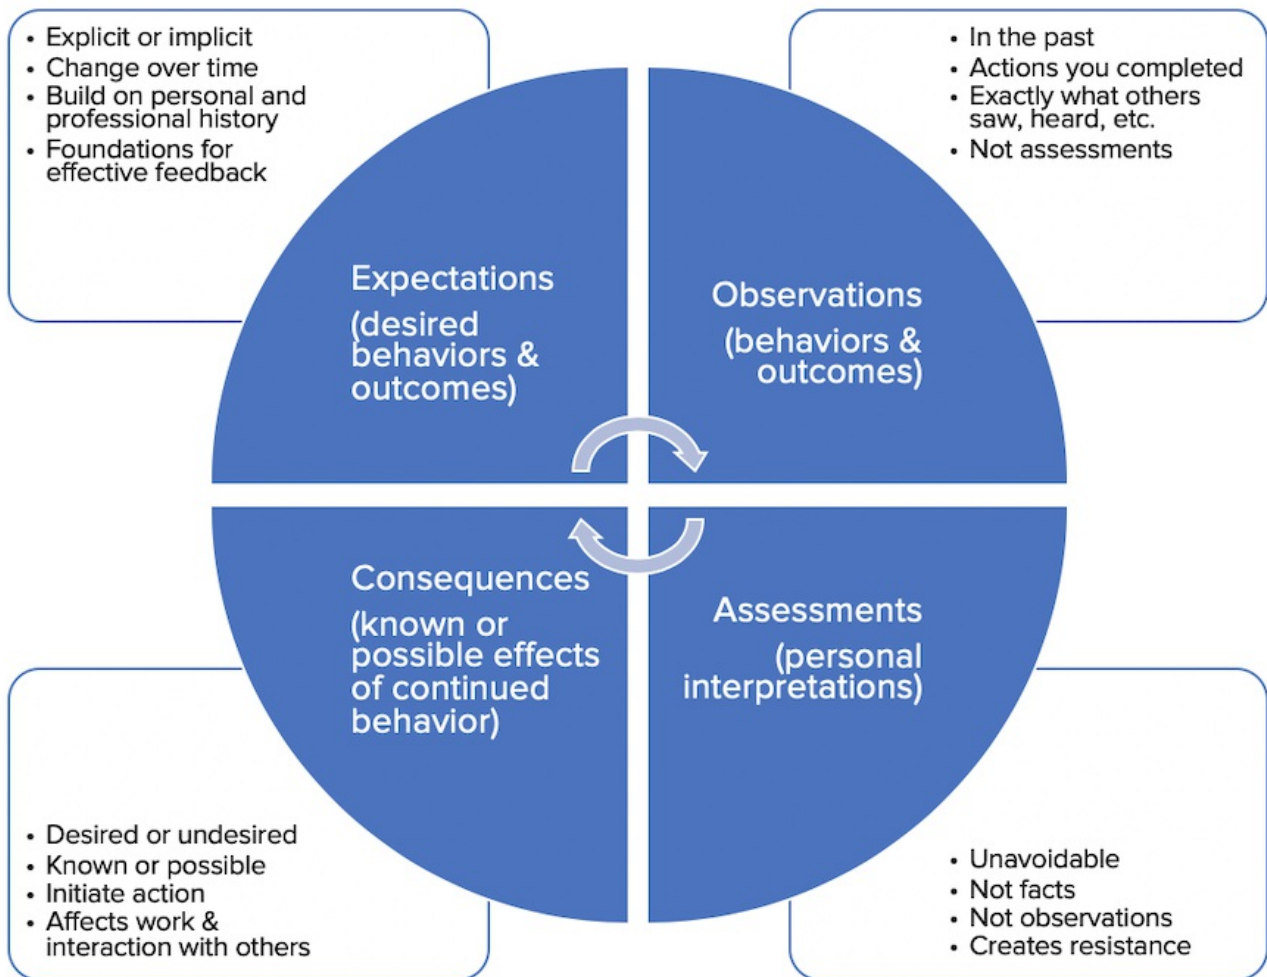 • Explicit or implicit
• Change over time
• Build on personal and
professional history
• Foundations for
effective feedback
• In the past
• Actions you completed
• Exactly what others
saw, heard, etc.
• Not assessments
Expectations
(desired
behaviors &
outcomes)
Observations
(behaviors &
outcomes)
Consequences
(known or
possible effects
of continued
behavior)
Assessments
(personal
interpretations)
• Desired or undesired
• Known or possible
• Initiate action
• Affects work &
interaction with others
• Unavoidable
• Not facts
• Not observations
• Creates resistance